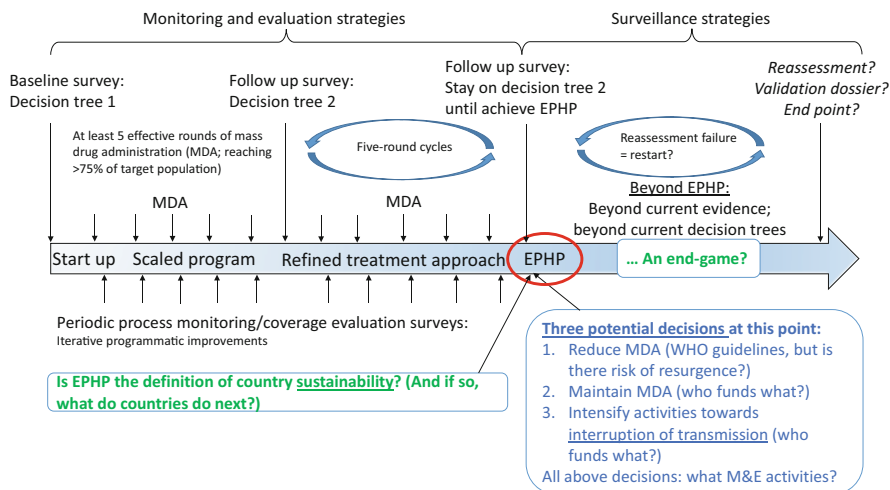 Monitoring and evaluation strategies
Surveillance strategies
Baseline survey:
Decision tree 1
Follow up survey:
Decision tree 2
Follow up survey:
Stay on decision tree 2
until achieve EPHP
Reassessment?
Validation dossier?
End point?
At least 5 effective rounds of mass
drug administration (MDA; reaching
>75% of target population)
Five-round cycles
Reassessment failure
= restart?
MDA
MDA
Beyond EPHP:
Beyond current evidence;
beyond current decision trees
Start up
Scaled program
Refined treatment approach
EPHP
... An end-game?
Periodic process monitoring/coverage evaluation surveys:
Iterative programmatic improvements
Is EPHP the definition of country sustainability? (And if so,
what do countries do next?)
Three potential decisions at this point:
1. Reduce MDA (WHO guidelines, but is
there risk of resurgence?)
2. Maintain MDA (who funds what?)
3. Intensify activities towards
interruption of transmission (who
funds what?)
All above decisions: what M&E activities?